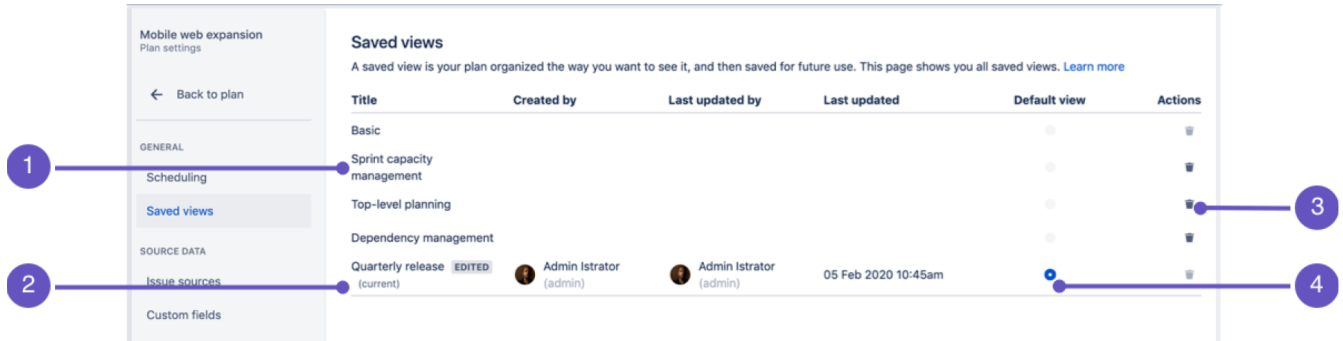 Mobile web expansion
Plan settings
← Back to plan
GENERAL
Scheduling
Saved views
SOURCE DATA
Issue sources
Custom fields
Saved views
A saved view is your plan organized the way you want to see it, and then saved for future use. This page shows you all saved views. Learn more
Title Created by Last updated by Last updated Default view Actions
Basic
Sprint capacity
management
Top-level planning
Dependency management
Quarterly release EDITED Admin Istrator Admin Istrator 05 Feb 2020 10:45am
(current) (admin) (admin)
1
2
3
4